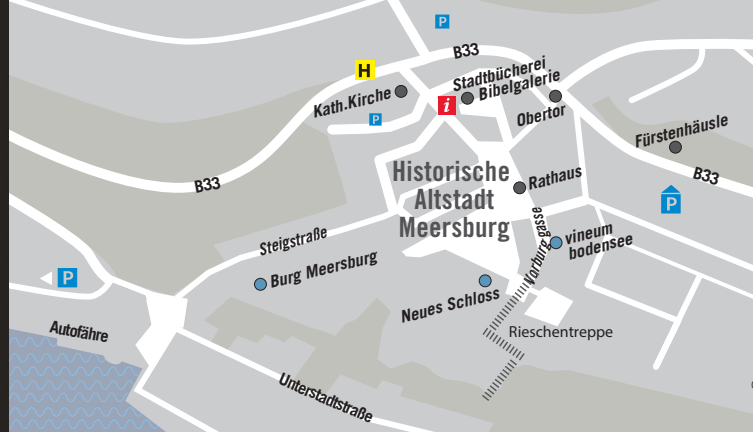 P
B33
H
Stadtbücherei
Bibelgalerie
Kath.Kirche
i
P
Obertor
Fürstenhäusle
B33
B33
Historische
Altstadt
Meersburg
Rathaus
P
Vorburggasse
vineum
bodensee
Steigstraße
Burg Meersburg
P
Neues Schloss
Autofähre
Rieschentreppe
Unterstadtstraße